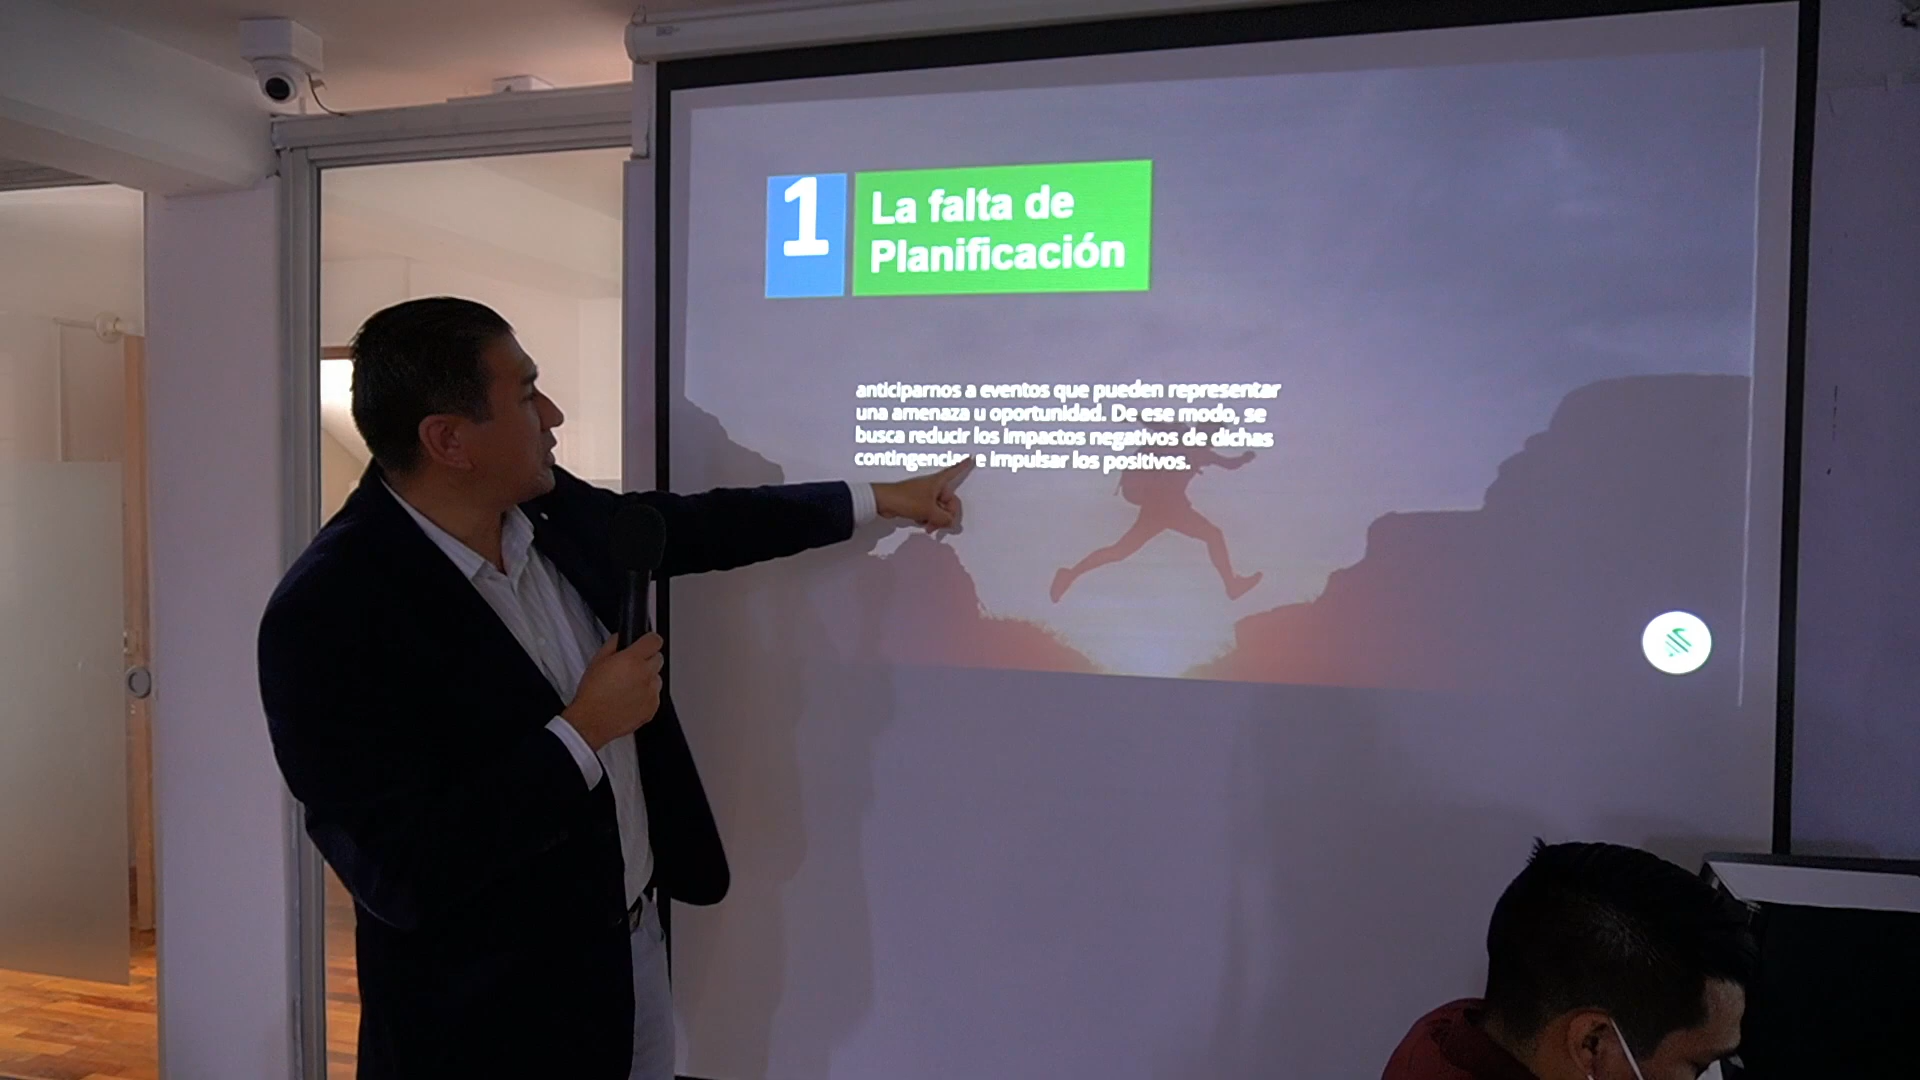 1
La falta de
Planificación
anticiparnos a eventos que pueden representar
una amenaza u oportunidad. De ese modo, se
busca reducir los impactos negativos de dichas
contingencias e impulsar los positivos.